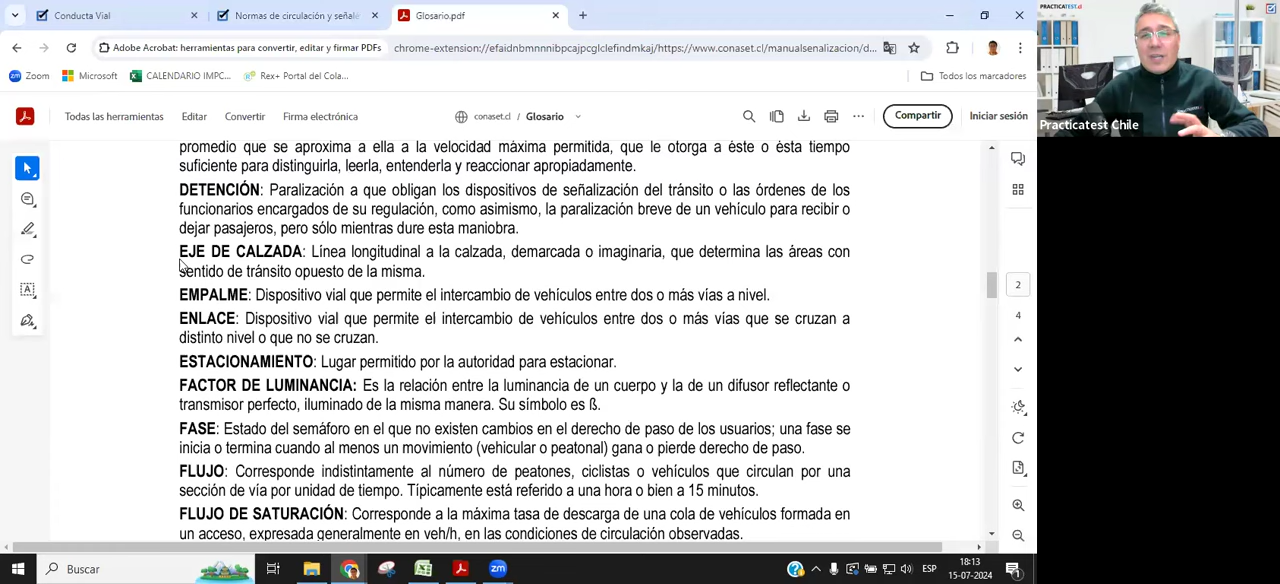 Conducta Vial
Normas de circulación y señale
Glosario.pdf
Adobe Acrobat: herramientas para convertir, editar y firmar PDFs
chrome-extension://efaidnbmnnnibpcajpcglclefindmkaj/https://www.conaset.cl/manualsenalizacion/d...
Zoom
Microsoft
CALENDARIO IMPC...
Rex+ Portal del Cola...
Todos los marcadores
Todas las herramientas
Editar
Convertir
Firma electrón
conaset.cl / Glosario
Compartir
Iniciar sesión
promedio que se aproxima a ella a la velocidad máxima permitida, que le otorga a éste o ésta tiempo
suficiente para distinguirla, leerla, entenderla y reaccionar apropiadamente.
DETENCIÓN: Paralización a que obligan los dispositivos de señalización del tránsito o las órdenes de los
funcionarios encargados de su regulación, como asimismo, la paralización breve de un vehículo para recibir o
dejar pasajeros, pero sólo mientras dure esta maniobra.
EJE DE CALZADA: Línea longitudinal a la calzada, demarcada o imaginaria, que determina las áreas con
sentido de tránsito opuesto de la misma.
EMPALME: Dispositivo vial que permite el intercambio de vehículos entre dos o más vías a nivel.
ENLACE: Dispositivo vial que permite el intercambio de vehículos entre dos o más vías que se cruzan a
distinto nivel o que no se cruzan.
ESTACIONAMIENTO: Lugar permitido por la autoridad para estacionar.
FACTOR DE LUMINANCIA: Es la relación entre la luminancia de un cuerpo y la de un difusor reflectante o
transmisor perfecto, iluminado de la misma manera. Su símbolo es ß.
FASE: Estado del semáforo en el que no existen cambios en el derecho de paso de los usuarios; una fase se
inicia o termina cuando al menos un movimiento (vehicular o peatonal) gana o pierde derecho de paso.
FLUJO: Corresponde indistintamente al número de peatones, ciclistas o vehículos que circulan por una
sección de vía por unidad de tiempo. Típicamente está referido a una hora o bien a 15 minutos.
FLUJO DE SATURACIÓN: Corresponde a la máxima tasa de descarga de una cola de vehículos formada en
un acceso, expresada generalmente en veh/h, en las condiciones de circulación observadas.
2
4
PRACTICATEST.cl
Practicatest Chile
Buscar
ESP
18:13
15-07-2024